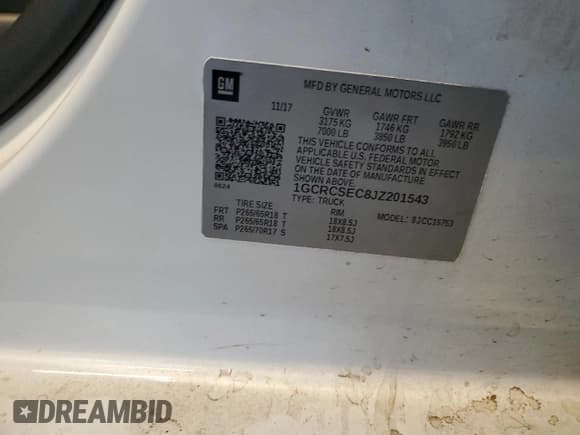 GM
MFD BY GENERAL MOTORS LLC
11/17 GVWR GAWR FRT GAWR RR
3175 KG 1746 KG 1792 KG
7000 LB 3850 LB 3950 LB
THIS VEHICLE CONFORMS TO ALL APPLICABLE
U.S. FEDERAL MOTOR
VEHICLE SAFETY STANDARDS IN EFFECT
ON THE DATE OF MANUFACTURE
SHOWN ABOVE.
1GCRCSEC8JZ201543
TYPE: TRUCK
MODEL:
TIRE SIZE RIM
FRT P265/65R18 T 18X8.5J
RR P265/65R18 T 18X8.5J
SPA P265/70R17 S 17X7.5J
DREAMBID